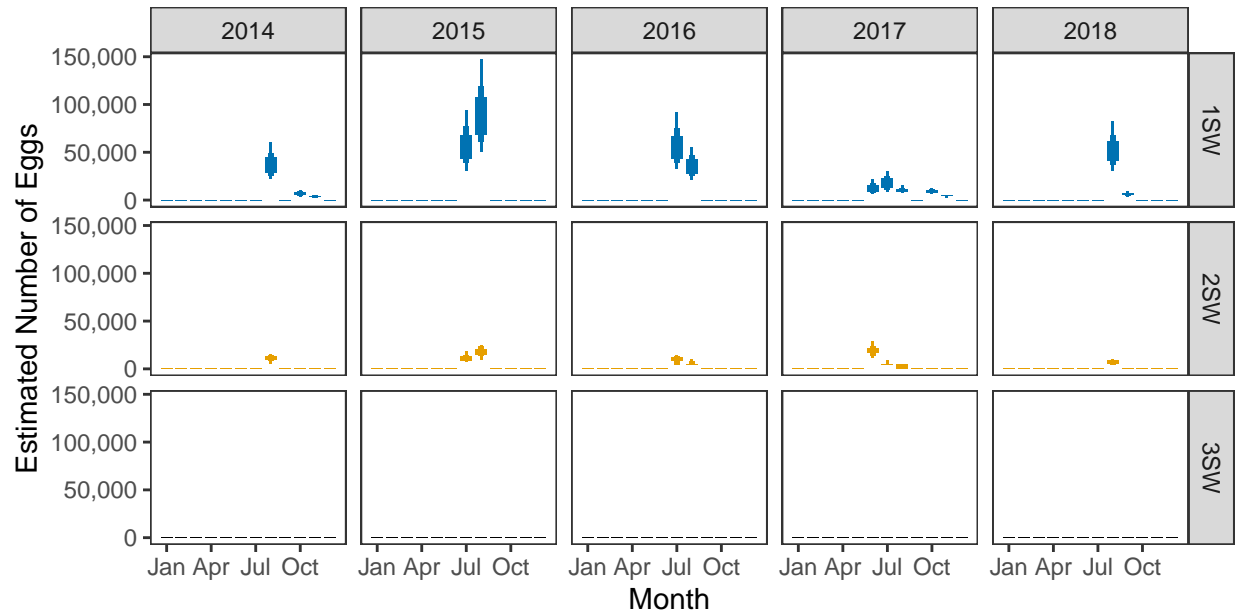 2014 2015 2016 2017 2018
Estimated Number of Eggs
150,000
100,000
50,000
0
1SW
150,000
100,000
50,000
0
2SW
150,000
100,000
50,000
0
3SW
Jan Apr Jul Oct Jan Apr Jul Oct Jan Apr Jul Oct Jan Apr Jul Oct Jan Apr Jul Oct
Month